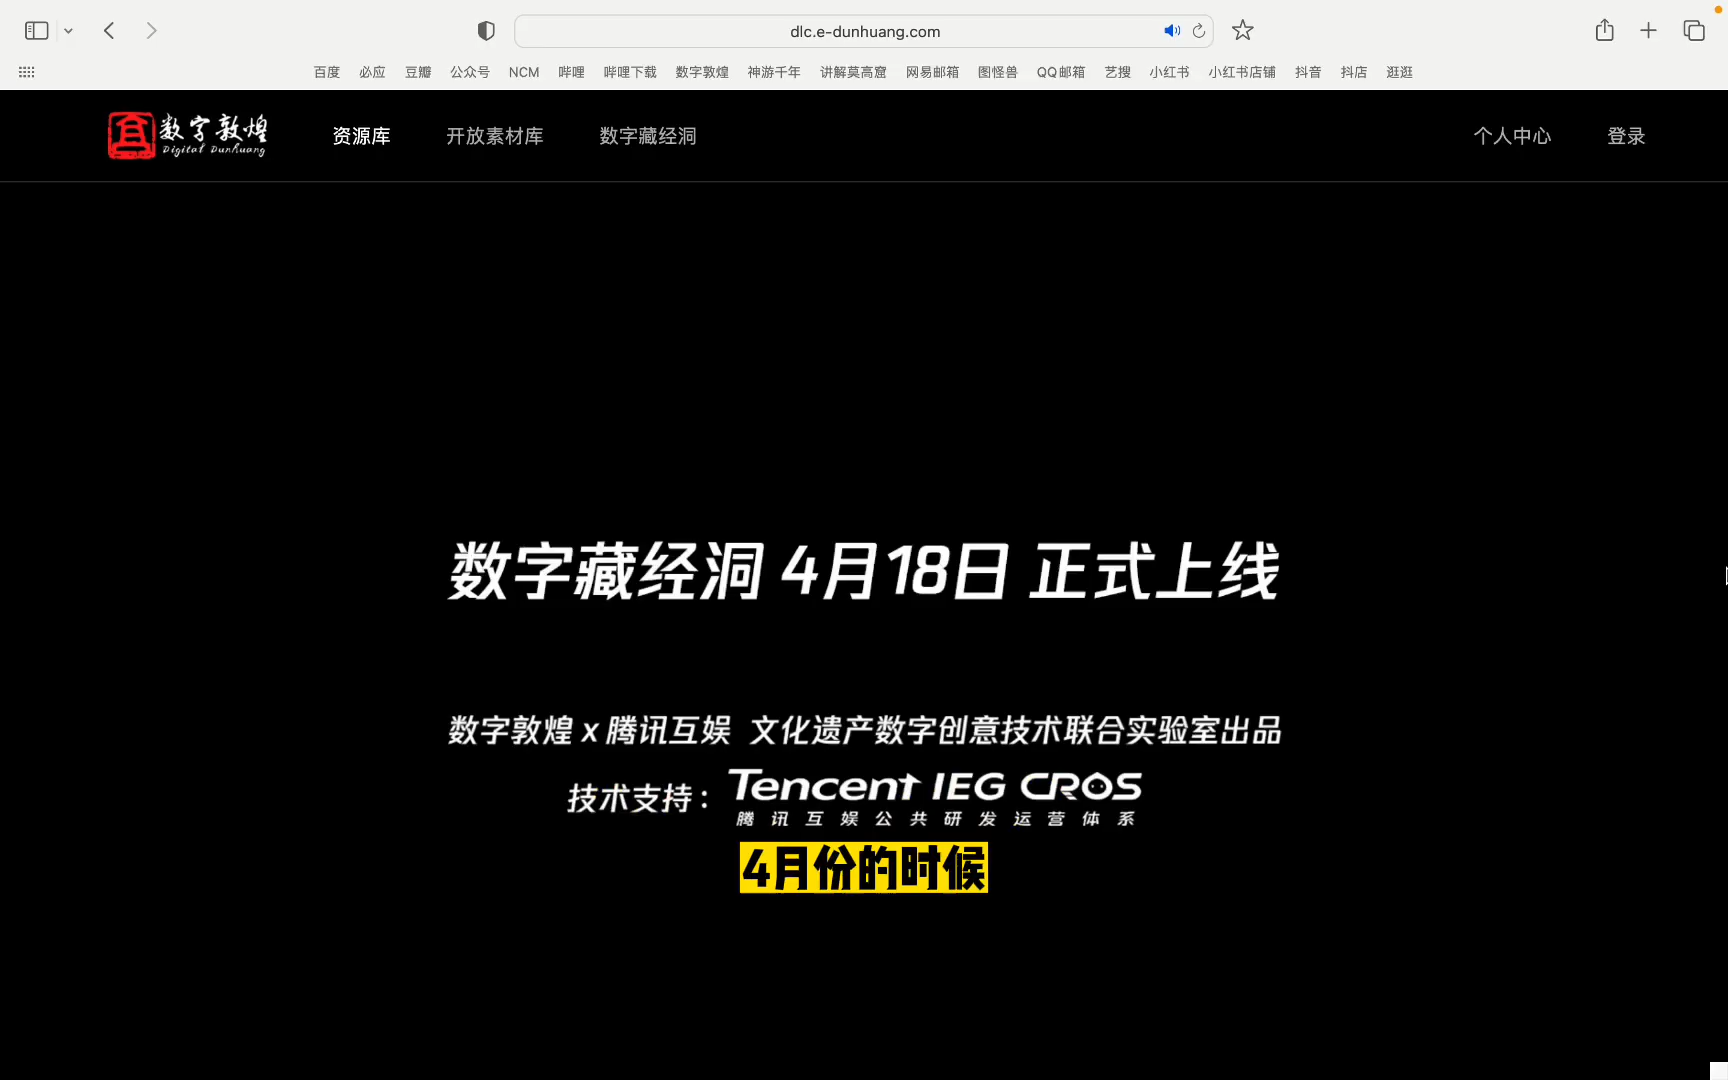 dlc.e-dunhuang.com
百度 必应 豆瓣 公众号 NCM 哔哩 哔哩下载 数字敦煌 神游千年 讲解莫高窟 网易邮箱 图怪兽 QQ邮箱 艺搜 小红书 小红书店铺 抖音 抖店 逛逛
数字敦煌 资源库 开放素材库 数字藏经洞 个人中心 登录
Digital Dunhuang
数字藏经洞 4月18日 正式上线
数字敦煌 x 腾讯互娱 文化遗产数字创意技术联合实验室出品
技术支持： Tencent IEG CROS
腾讯互娱公共研发运营体系
4月份的时候